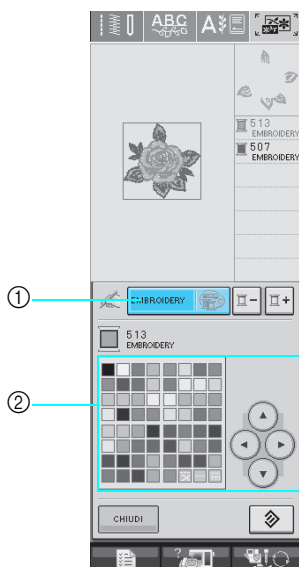 ABC A
513
EMBROIDERY
507
EMBROIDERY
① EMBROIDERY − +
513
EMBROIDERY
②
CHIUDI
?